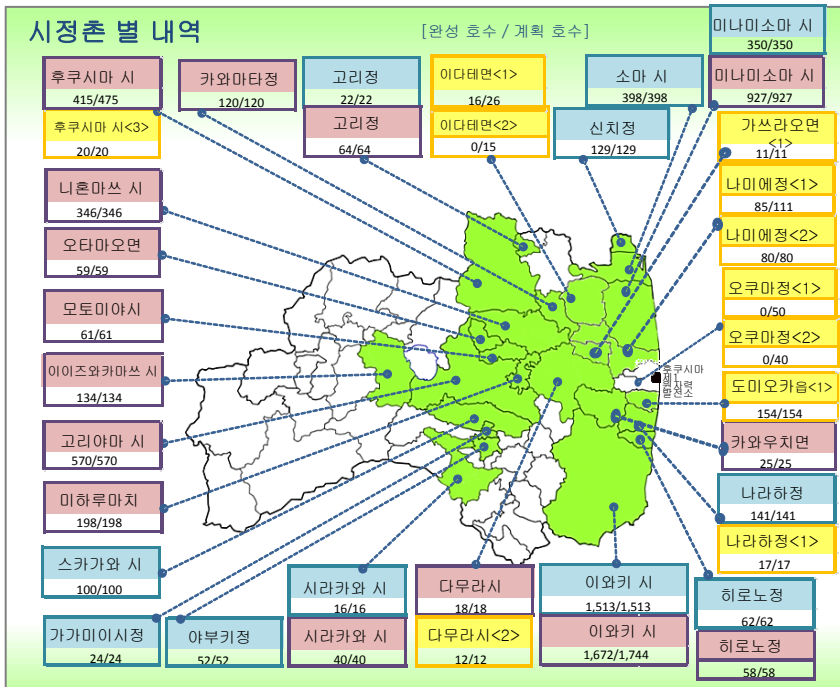 시정촌 별 내역
[완성 호수 / 계획 호수]
후쿠시마 시
415/475
후쿠시마 시<3>
20/20
카와마타정
120/120
고리정
22/22
고리정
64/64
이다테면<1>
16/26
이다테면<2>
0/15
소마 시
398/398
신치정
129/129
미나미소마 시
350/350
미나미소마 시
927/927
가쓰라오면
<1>
11/11
나미에정<1>
85/111
나미에정<2>
80/80
오쿠마정<1>
0/50
오쿠마정<2>
0/40
도미오카읍<1>
154/154
카와우치면
25/25
나라하정
141/141
나라하정<1>
17/17
히로노정
62/62
히로노정
58/58
니혼마쓰 시
346/346
오타마오면
59/59
모토미야시
61/61
이이즈와카마쓰 시
134/134
고리야마 시
570/570
미하루마치
198/198
스카가와 시
100/100
가가미이시정
24/24
야부키정
52/52
시라카와 시
16/16
시라카와 시
40/40
다무라시
18/18
다무라시<2>
12/12
이와키 시
1,513/1,513
이와키 시
1,672/1,744
후쿠시마
제1
원자력
발전소